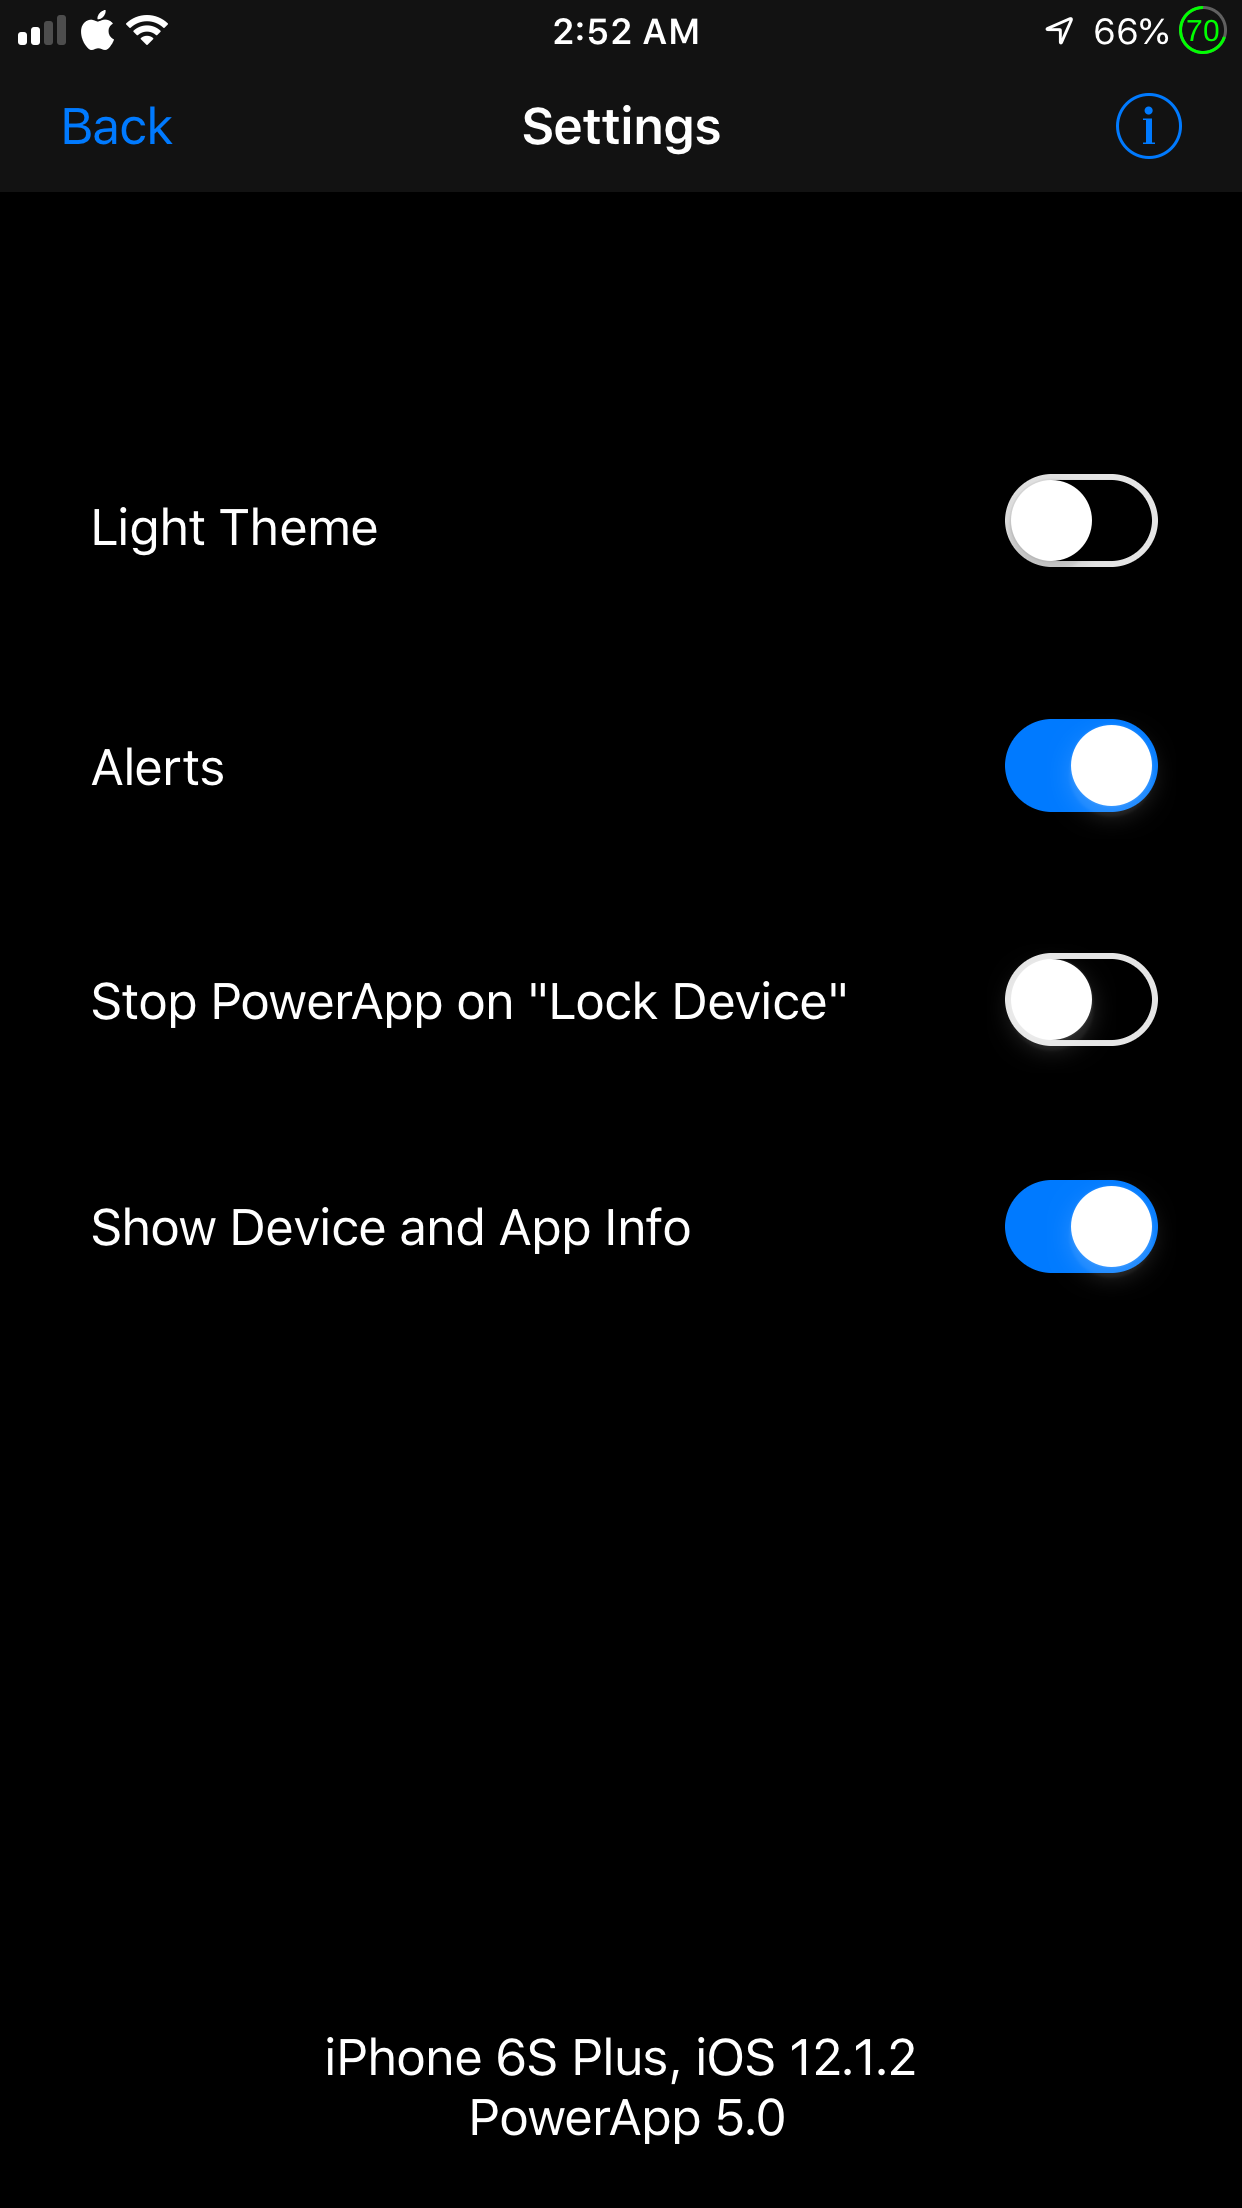 2:52 AM 66% 70
Back Settings i
Light Theme
Alerts
Stop PowerApp on "Lock Device"
Show Device and App Info
iPhone 6S Plus, iOS 12.1.2
PowerApp 5.0